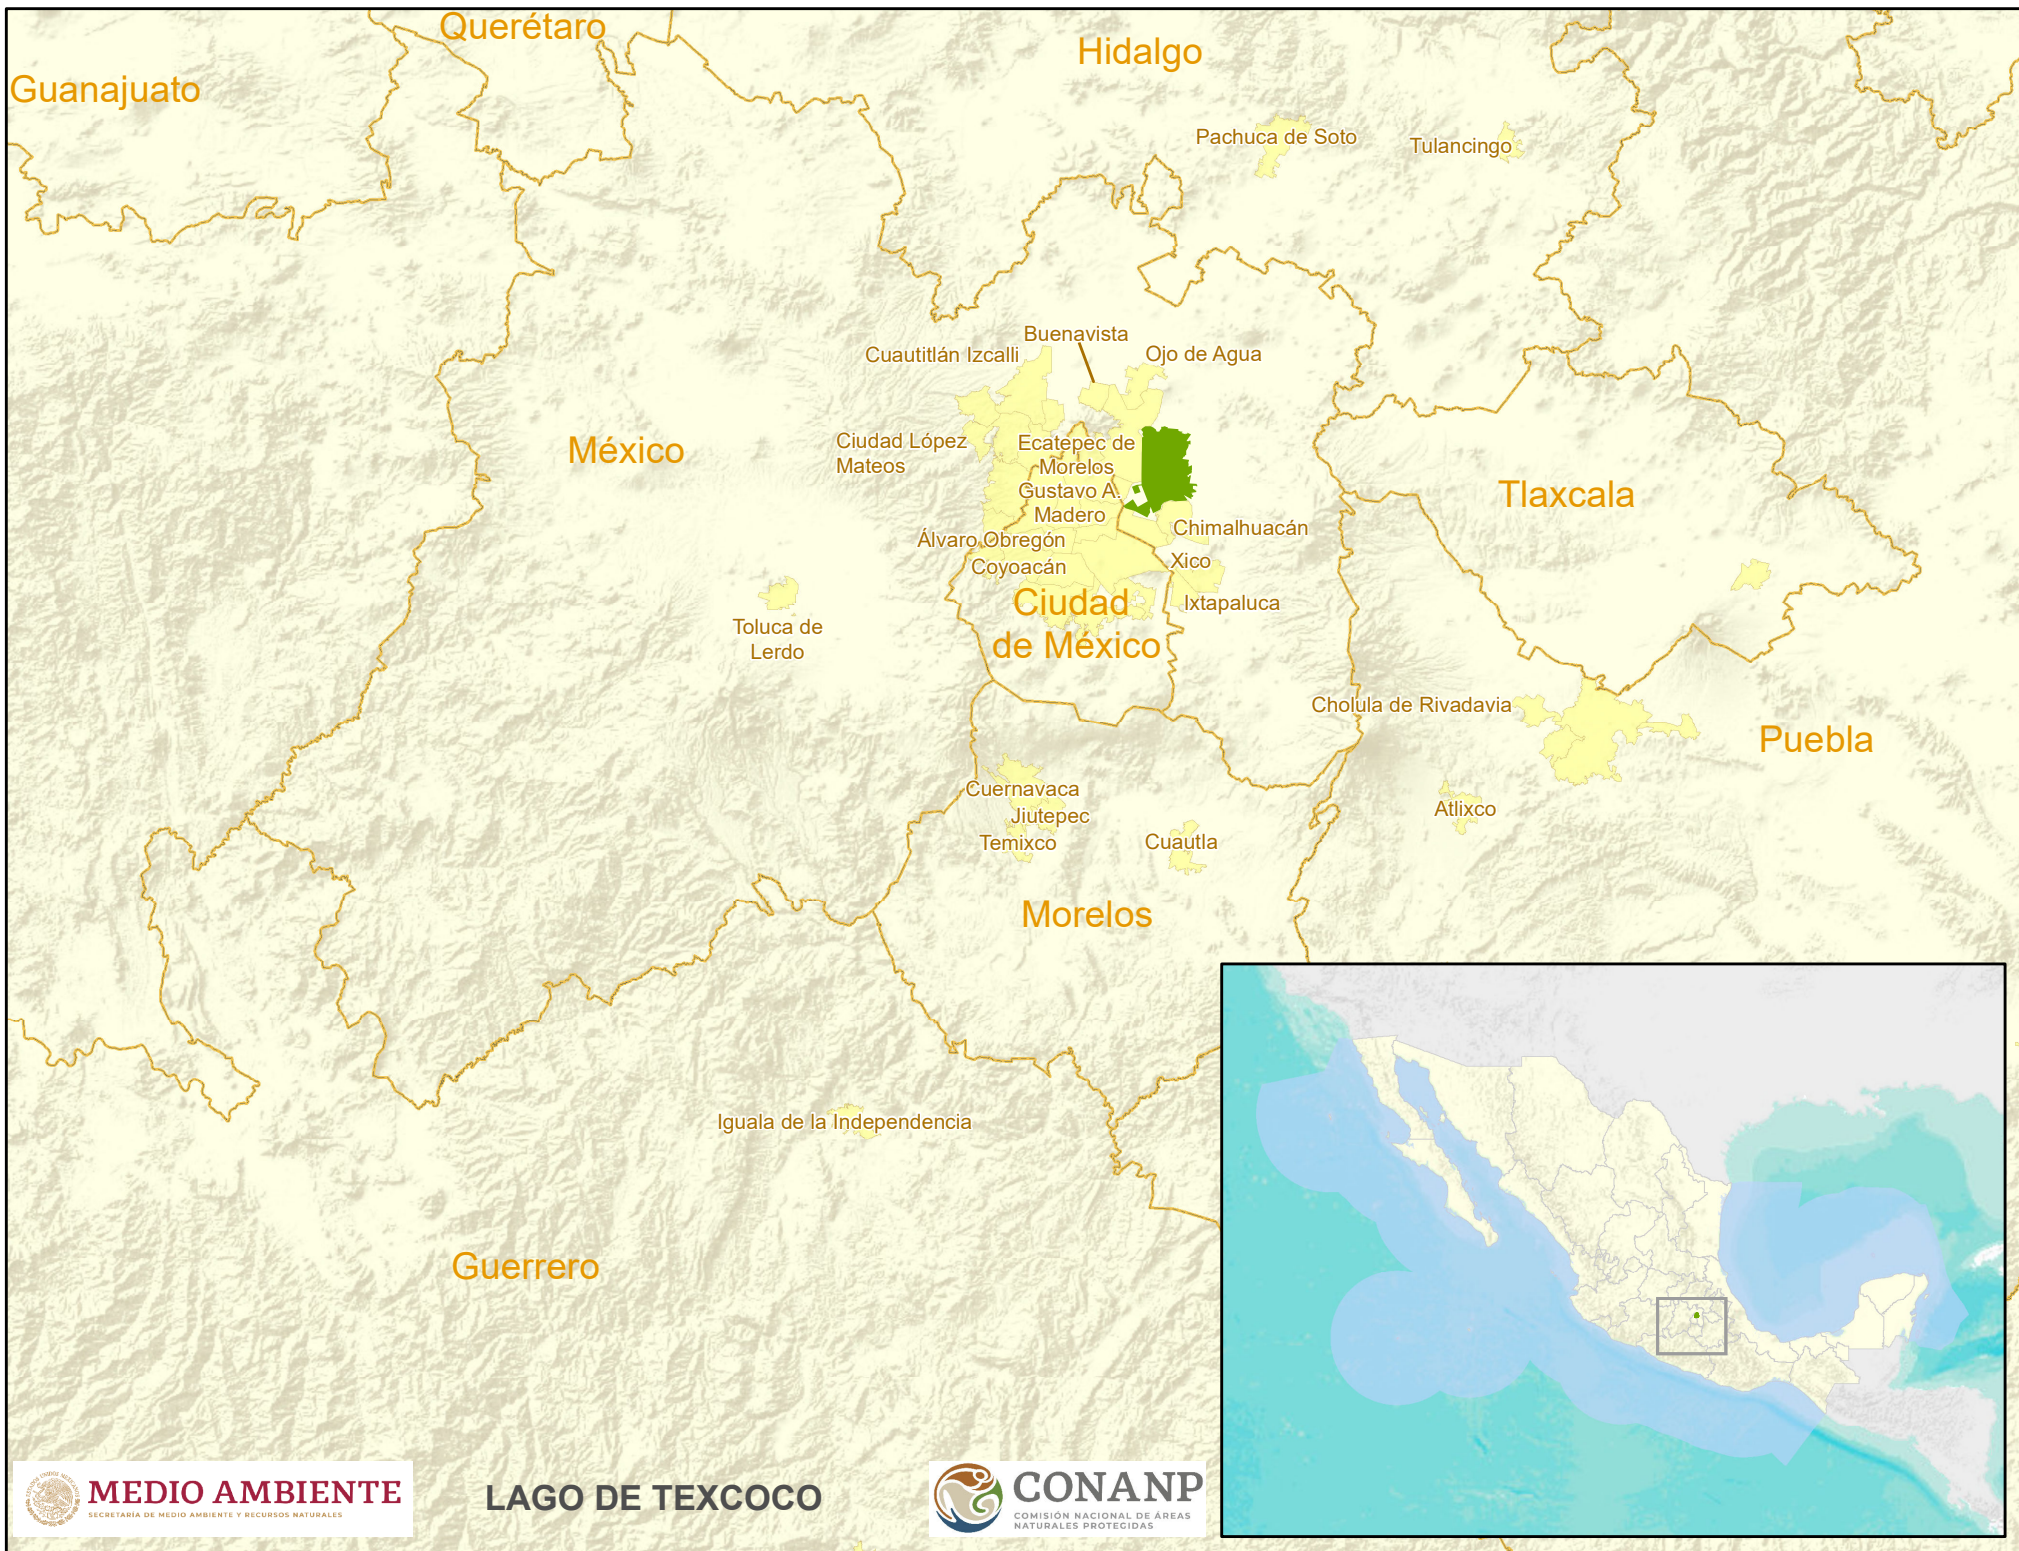 Querétaro
Hidalgo
Guanajuato
Pachuca de Soto
Tulancingo
Buenavista
Cuautitlán Izcalli
Ojo de Agua
México
Ciudad López
Mateos
Ecatepec de
Morelos
Gustavo A.
Madero
Tlaxcala
Chimalhuacán
Álvaro Obregón
Xico
Coyoacán
Ciudad
de México
Ixtapaluca
Toluca de
Lerdo
Cholula de Rivadavia
Puebla
Cuernavaca
Jiutepec
Temixco
Cuautla
Atlixco
Morelos
Iguala de la Independencia
Guerrero
MEDIO AMBIENTE
SECRETARÍA DE MEDIO AMBIENTE Y RECURSOS NATURALES
LAGO DE TEXCOCO
CONANP
COMISIÓN NACIONAL DE ÁREAS
NATURALES PROTEGIDAS